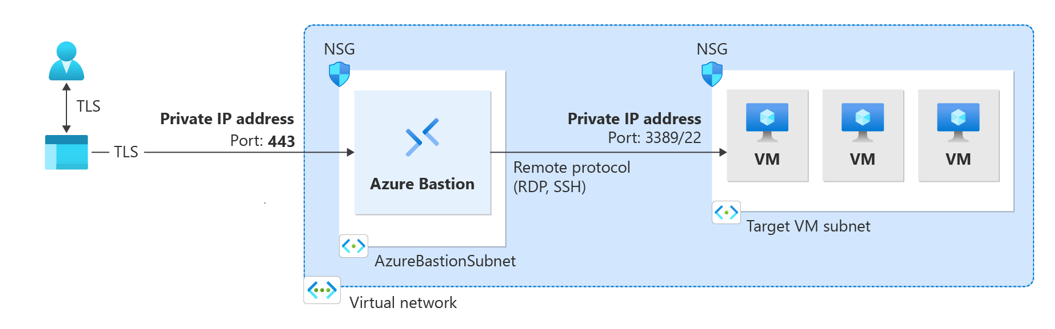 NSG
NSG
TLS
Private IP address
Port: 443
TLS
Azure Bastion
Private IP address
Port: 3389/22
Remote protocol
(RDP, SSH)
VM
VM
VM
Target VM subnet
AzureBastionSubnet
Virtual network